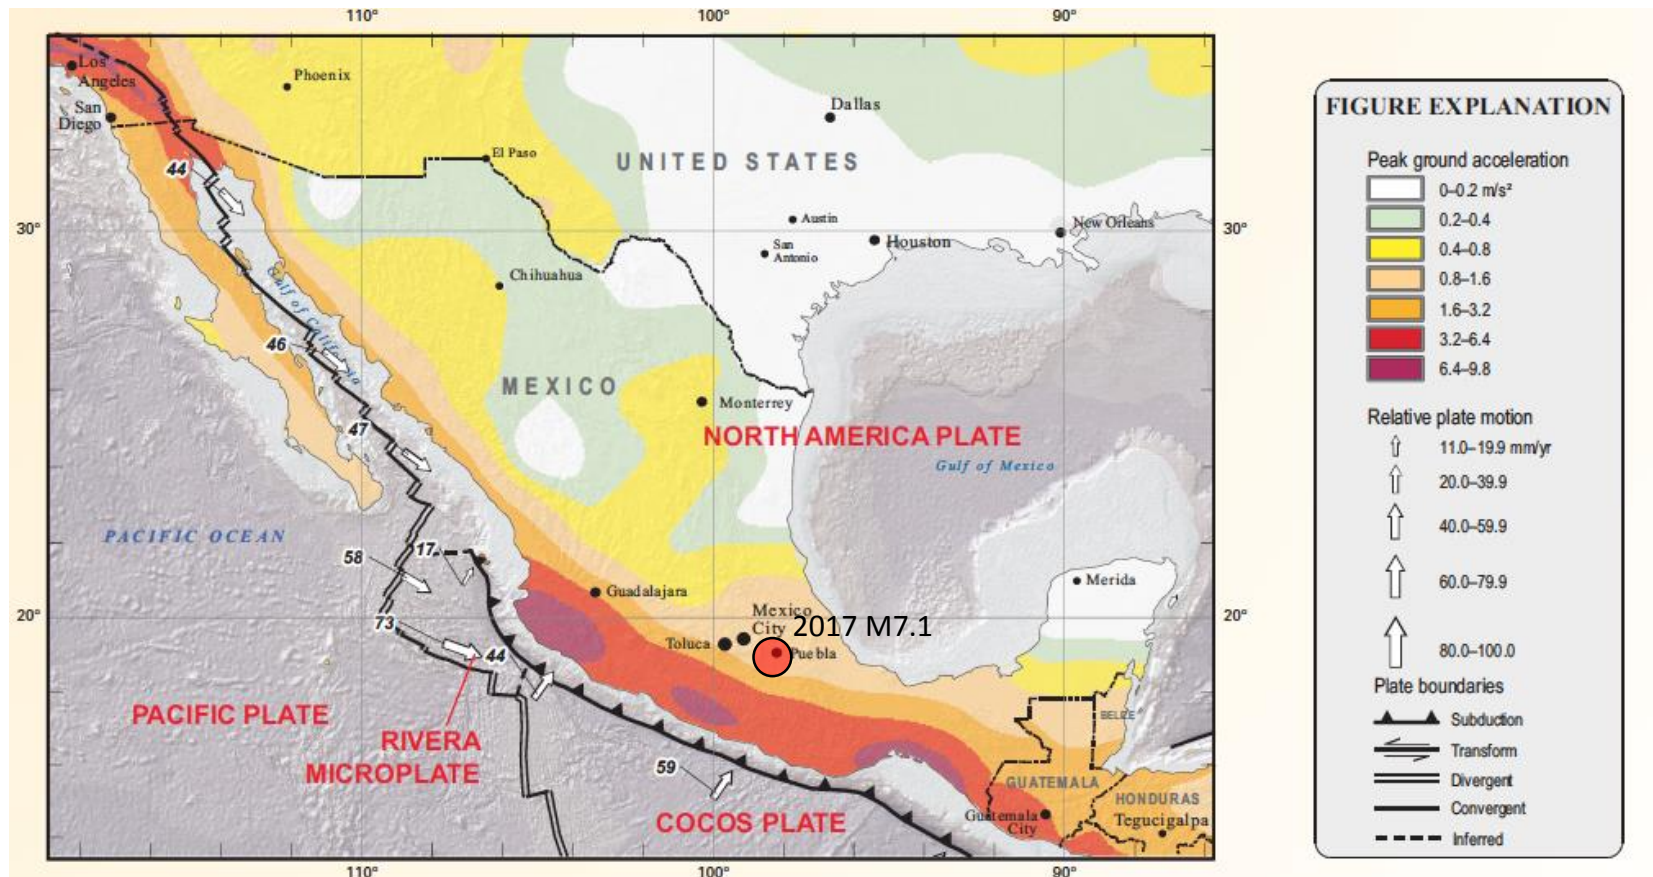 110°
100°
90°
Los
Angeles
Phoenix
San
Diego
Dallas
El Paso
UNITED STATES
44
30°
Austin
New Orleans
30°
San
Antonio
Houston
Gulf of California
Chihuahua
46
MEXICO
Monterrey
47
NORTH AMERICA PLATE
Gulf of Mexico
PACIFIC OCEAN
58
17
Merida
Guadalajara
20°
Mexico
City
2017 M7.1
20°
73
Toluca
Puebla
44
PACIFIC PLATE
RIVERA
MICROPLATE
BELIZE
59
GUATEMALA
HONDURAS
COCOS PLATE
Guatemala
City
Tegucigalpa
110°
100°
90°
FIGURE EXPLANATION
Peak ground acceleration
0–0.2 m/s²
0.2–0.4
0.4–0.8
0.8–1.6
1.6–3.2
3.2–6.4
6.4–9.8
Relative plate motion
11.0–19.9 mm/yr
20.0–39.9
40.0–59.9
60.0–79.9
80.0–100.0
Plate boundaries
Subduction
Transform
Divergent
Convergent
Inferred